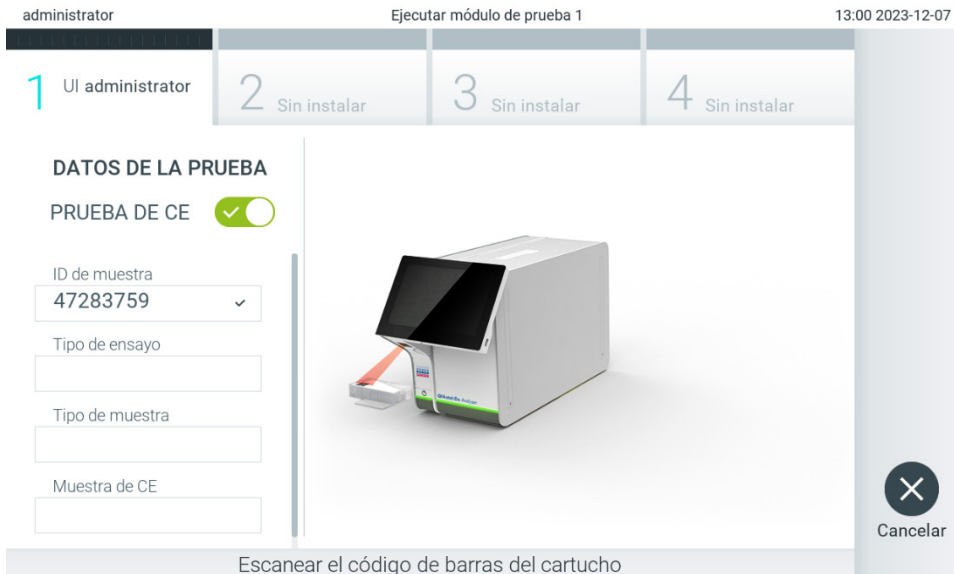 administrator Ejecutar módulo de prueba 1 13:00 2023-12-07
1 UI administrator
2 Sin instalar
3 Sin instalar
4 Sin instalar
DATOS DE LA PRUEBA
PRUEBA DE CE
ID de muestra
47283759
Tipo de ensayo
Tipo de muestra
Muestra de CE
Cancelar
Escanear el código de barras del cartucho